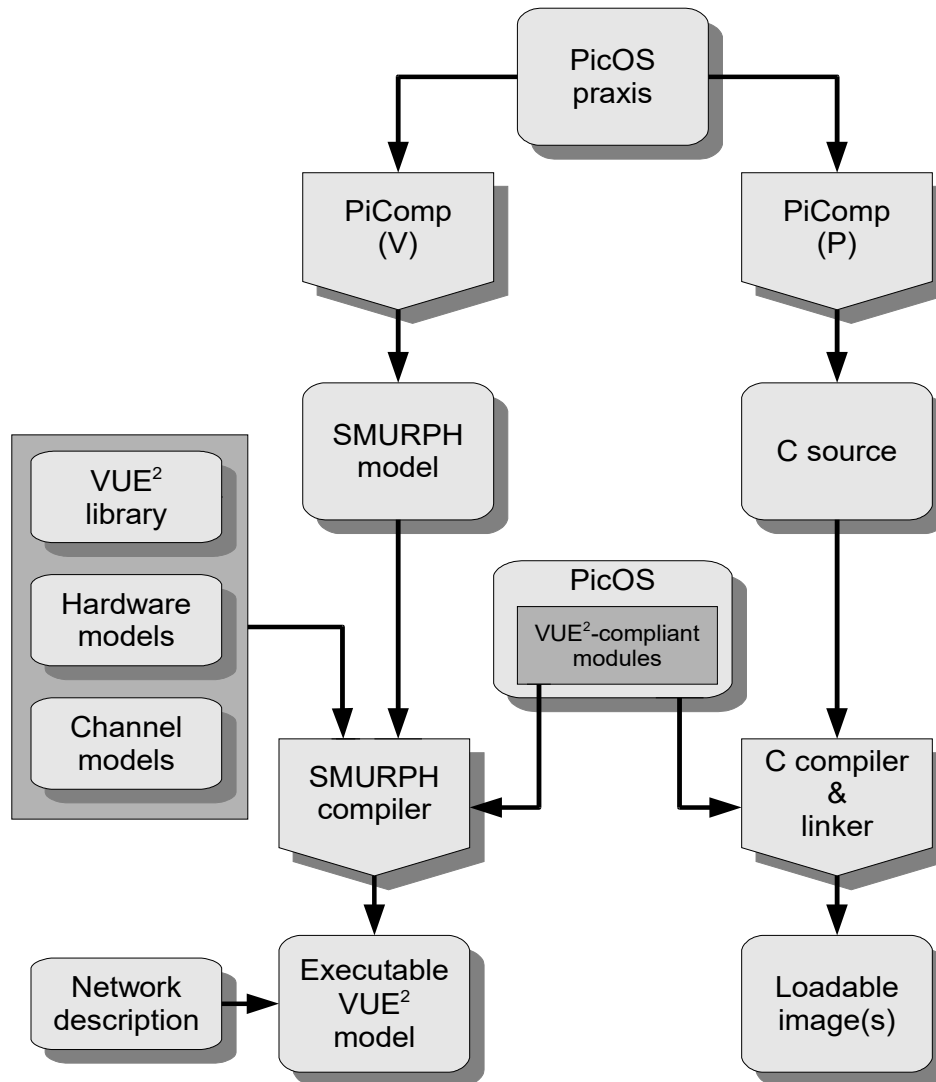 PicOS
praxis
PiComp
(V)
PiComp
(P)
SMURPH
model
C source
VUE²
library
Hardware
models
Channel
models
PicOS
VUE²-compliant
modules
SMURPH
compiler
C compiler
&
linker
Network
description
Executable
VUE²
model
Loadable
image(s)